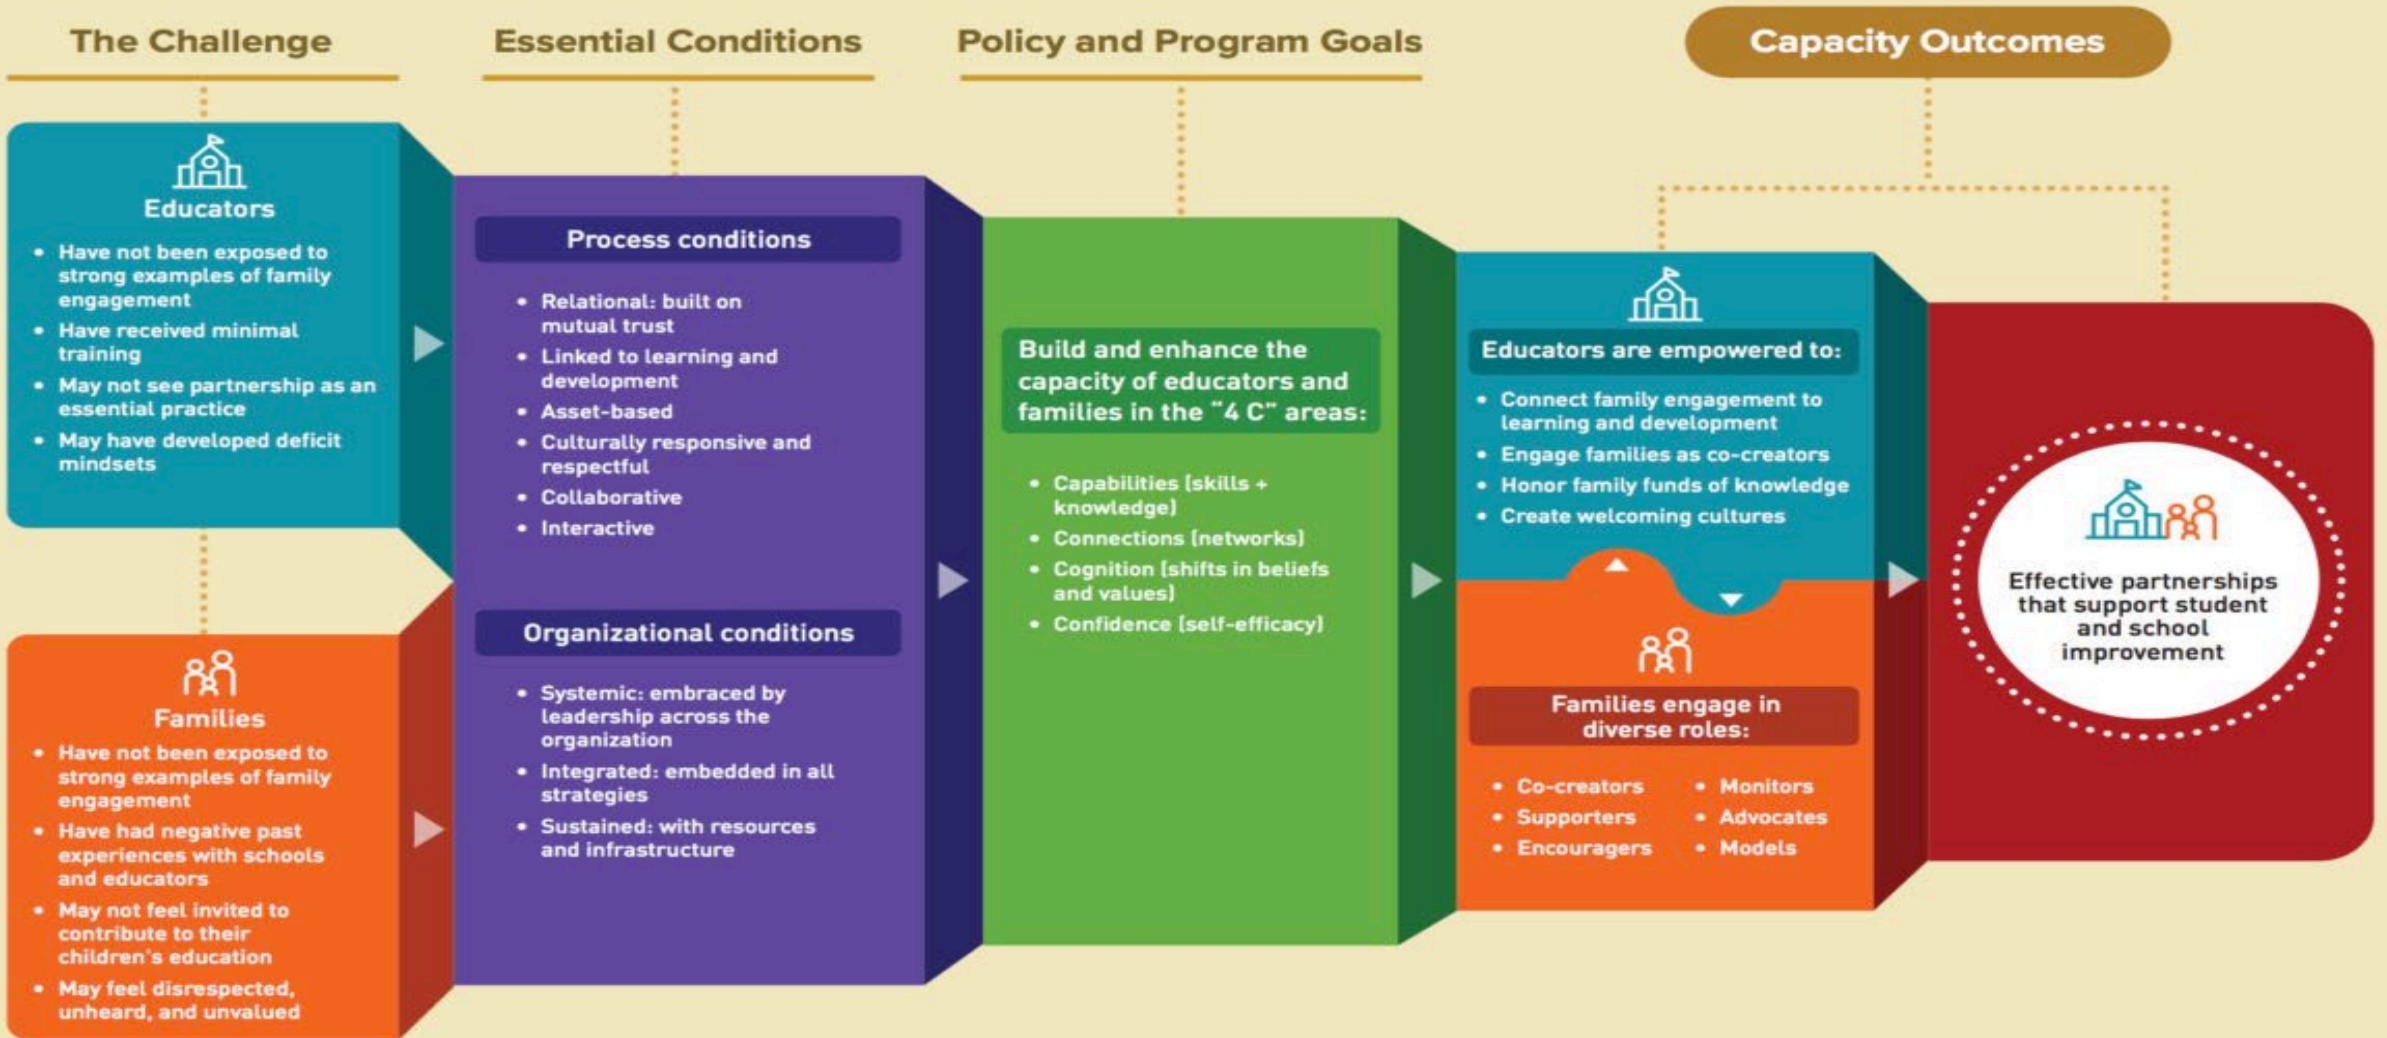 The Challenge
Educators
• Have not been exposed to
strong examples of family
engagement
• Have received minimal
training
• May not see partnership as an
essential practice
• May have developed deficit
mindsets
Families
• Have not been exposed to
strong examples of family
engagement
• Have had negative past
experiences with schools
and educators
• May not feel invited to
contribute to their
children's education
• May feel disrespected,
unheard, and unvalued
Essential Conditions
Process conditions
• Relational: built on
mutual trust
• Linked to learning and
development
• Asset-based
• Culturally responsive and
respectful
• Collaborative
• Interactive
Organizational conditions
• Systemic: embraced by
leadership across the
organization
• Integrated: embedded in all
strategies
• Sustained: with resources
and infrastructure
Policy and Program Goals
Build and enhance the
capacity of educators and
families in the "4 C" areas:
• Capabilities (skills +
knowledge)
• Connections (networks)
• Cognition (shifts in beliefs
and values)
• Confidence (self-efficacy)
Capacity Outcomes
Educators are empowered to:
• Connect family engagement to
learning and development
• Engage families as co-creators
• Honor family funds of knowledge
• Create welcoming cultures
Families engage in
diverse roles:
• Co-creators
• Supporters
• Encouragers
• Monitors
• Advocates
• Models
Effective partnerships
that support student
and school
improvement